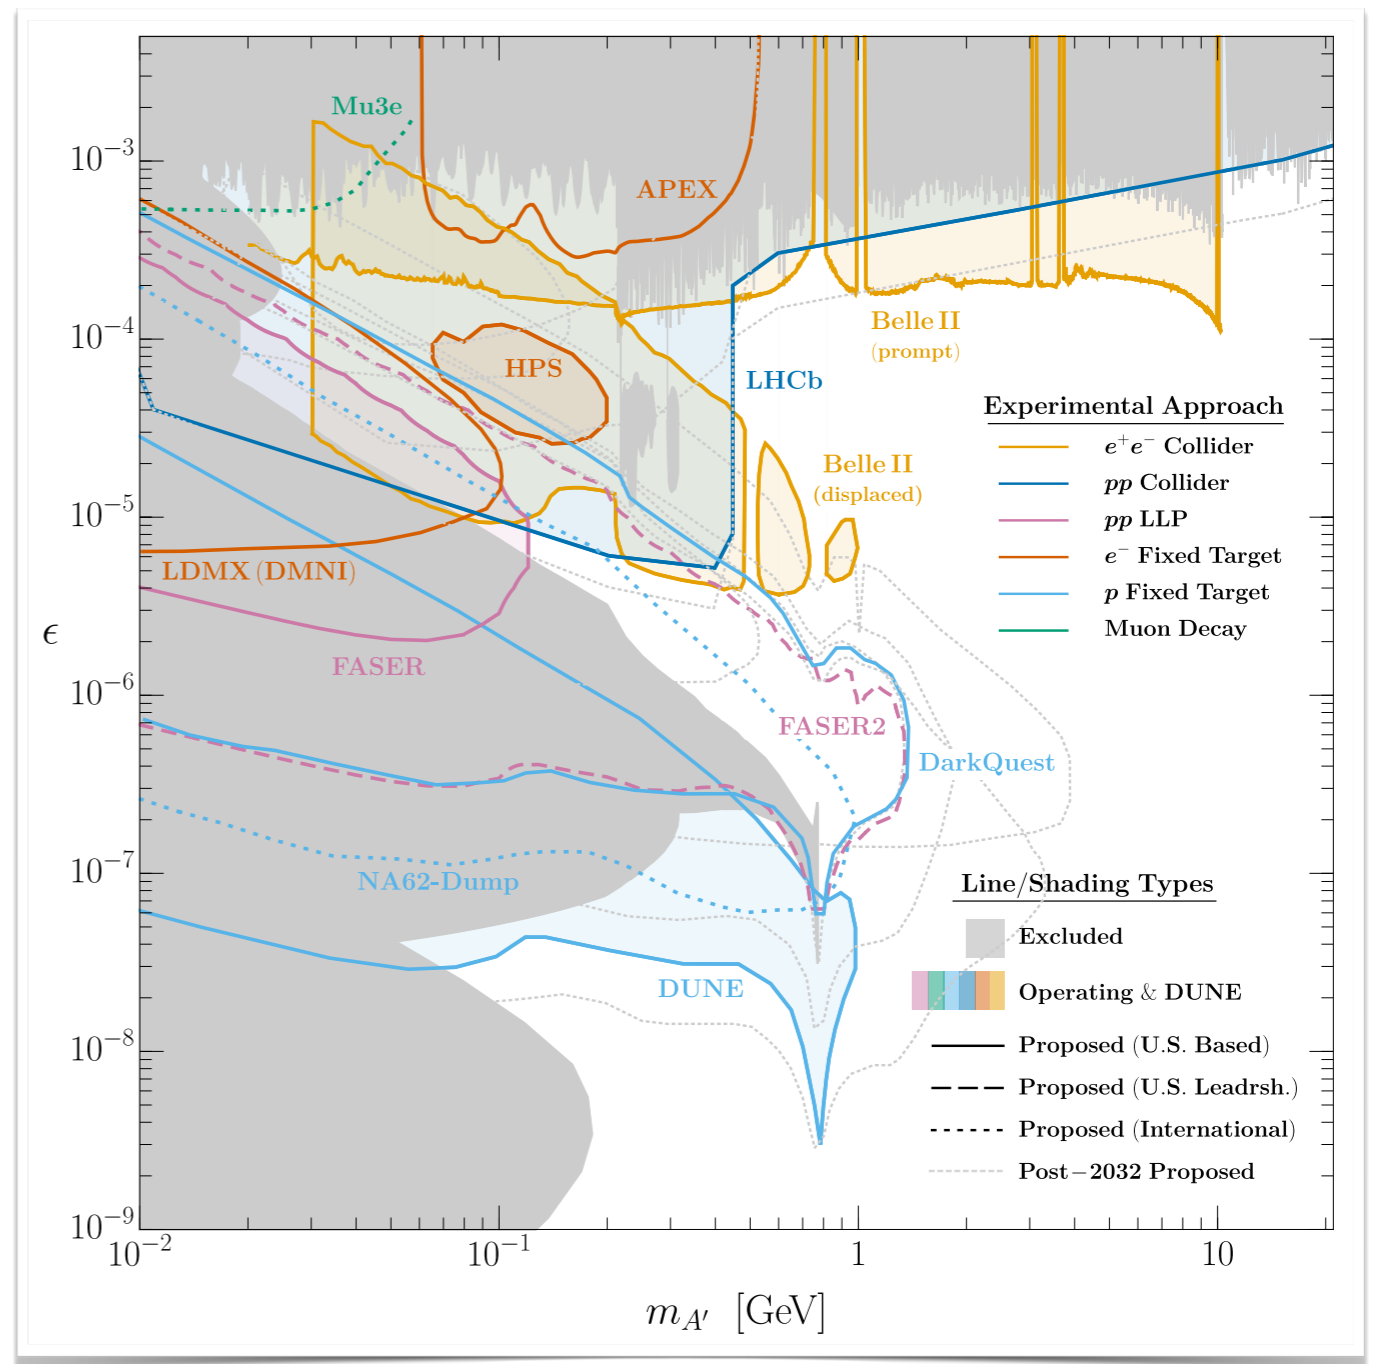 Mu3e
10⁻³
APEX
10⁻⁴
Belle II
(prompt)
HPS
LHCb
Experimental Approach
e⁺e⁻ Collider
Belle II
(displaced)
pp Collider
10⁻⁵
pp LLP
e⁻ Fixed Target
LDMX (DMNI)
p Fixed Target
ϵ
Muon Decay
FASER
10⁻⁶
FASER2
DarkQuest
10⁻⁷
NA62-Dump
Line/Shading Types
Excluded
DUNE
Operating & DUNE
10⁻⁸
Proposed (U.S. Based)
Proposed (U.S. Leadrsh.)
Proposed (International)
Post−2032 Proposed
10⁻⁹
10⁻² 10⁻¹ 1 10
m_A′ [GeV]